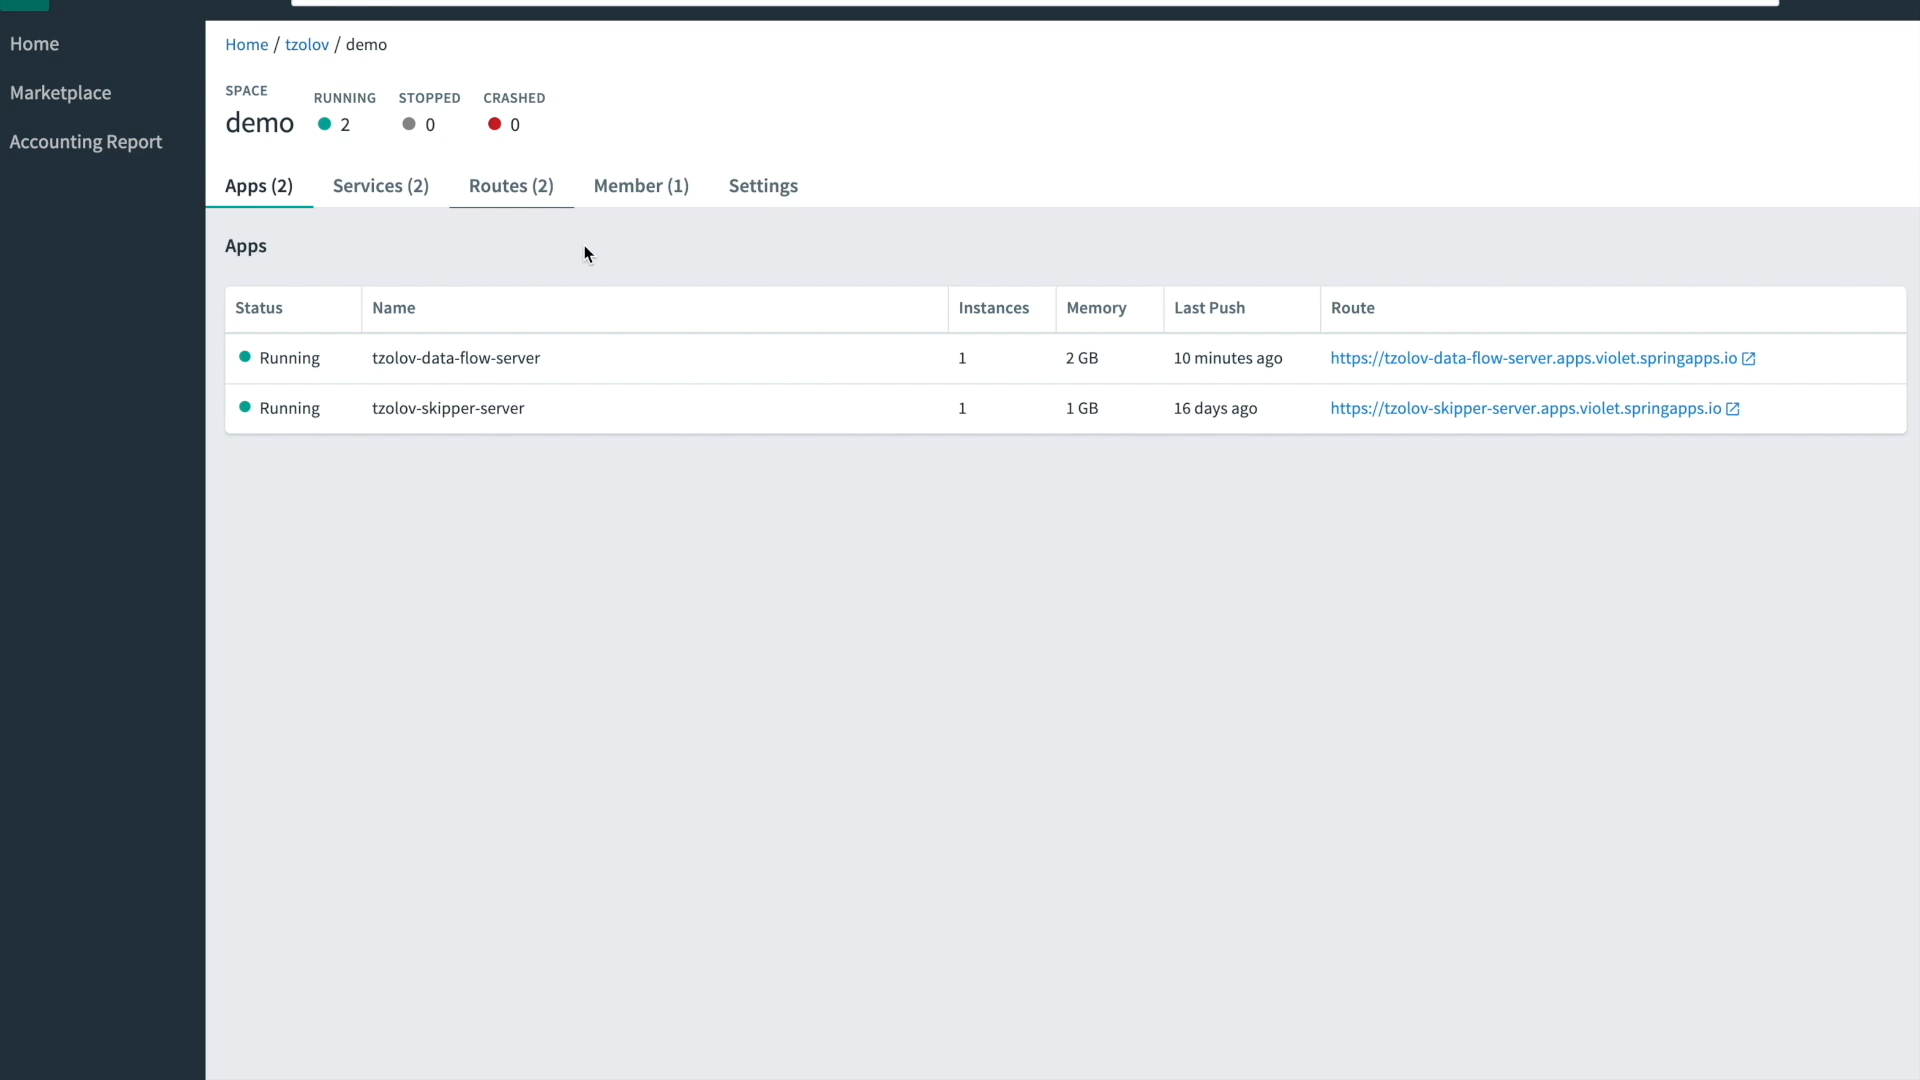 Home
Marketplace
Accounting Report
Home / tzolov / demo
SPACE
demo
RUNNING STOPPED CRASHED
2 0 0
Apps (2) Services (2) Routes (2) Member (1) Settings
Apps
Status Name Instances Memory Last Push Route
Running tzolov-data-flow-server 1 2 GB 10 minutes ago https://tzolov-data-flow-server.apps.violet.springapps.io
Running tzolov-skipper-server 1 1 GB 16 days ago https://tzolov-skipper-server.apps.violet.springapps.io